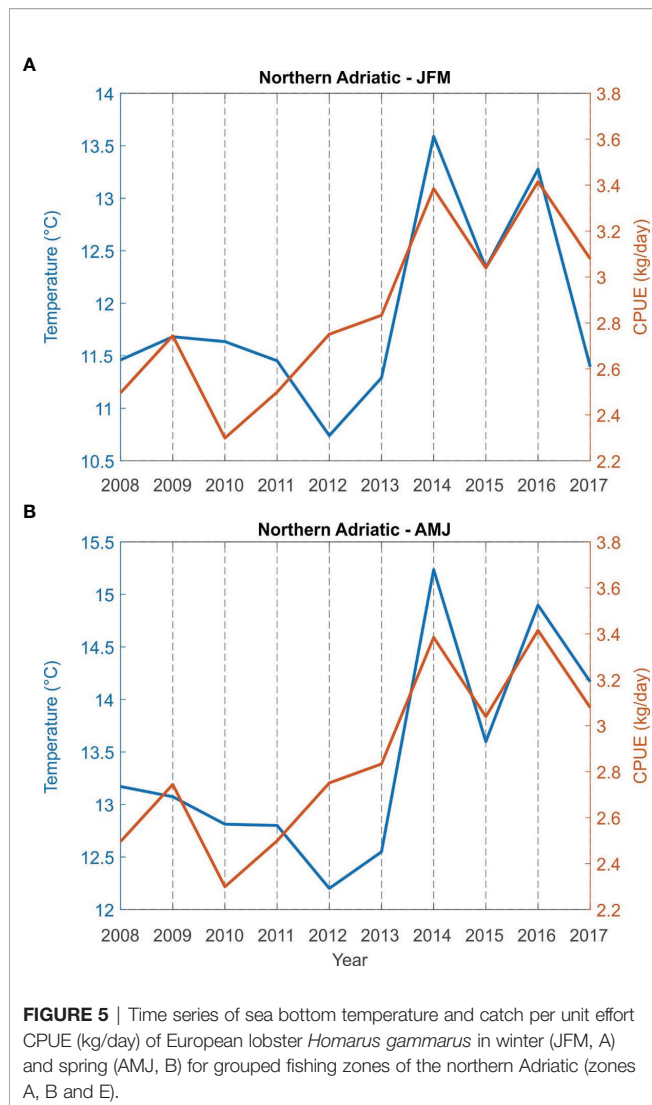 A
Northern Adriatic - JFM
14
13.5
13
12.5
12
11.5
11
10.5
Temperature (°C)
3.8
3.6
3.4
3.2
3
2.8
2.6
2.4
2.2
CPUE (kg/day)
2008 2009 2010 2011 2012 2013 2014 2015 2016 2017
B
Northern Adriatic - AMJ
15.5
15
14.5
14
13.5
13
12.5
12
Temperature (°C)
3.8
3.6
3.4
3.2
3
2.8
2.6
2.4
2.2
CPUE (kg/day)
2008 2009 2010 2011 2012 2013 2014 2015 2016 2017
Year
FIGURE 5 | Time series of sea bottom temperature and catch per unit effort
CPUE (kg/day) of European lobster Homarus gammarus in winter (JFM, A)
and spring (AMJ, B) for grouped fishing zones of the northern Adriatic (zones
A, B and E).